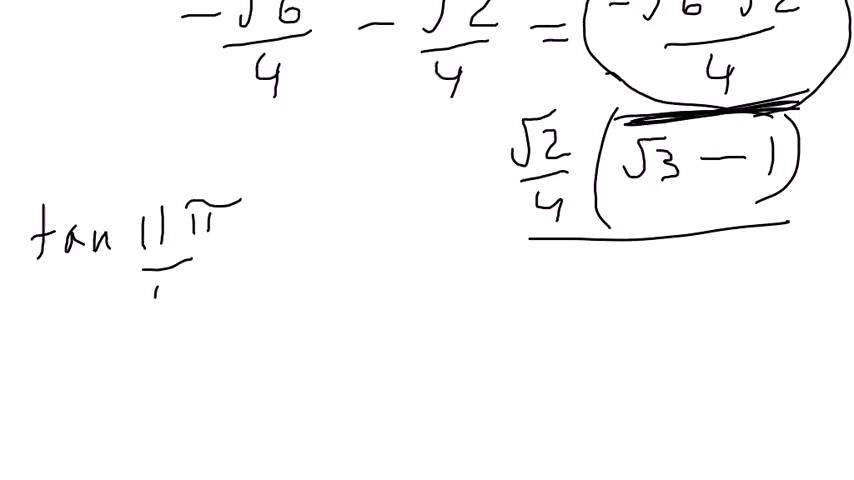 -√6/4 - √2/4 = -√6-√2/4
√2/4 (√3 - 1)
tan 11π